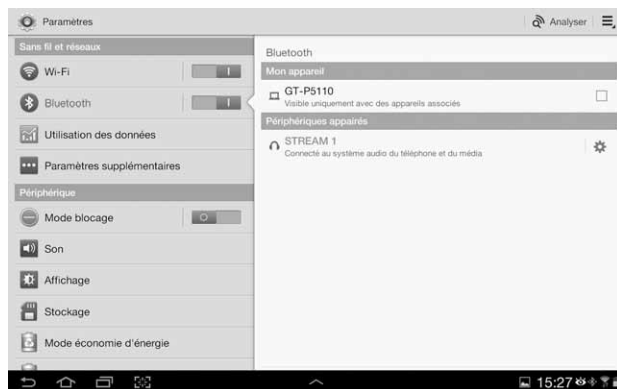 Paramètres
Analyser
Sans fil et réseaux
Wi-Fi
Bluetooth
Utilisation des données
Paramètres supplémentaires
Périphérique
Mode blocage
Son
Affichage
Stockage
Mode économie d'énergie
Bluetooth
Mon appareil
GT-P5110
Visible uniquement avec des appareils associés
Périphériques appairés
STREAM 1
Connecté au système audio du téléphone et du média
15:27